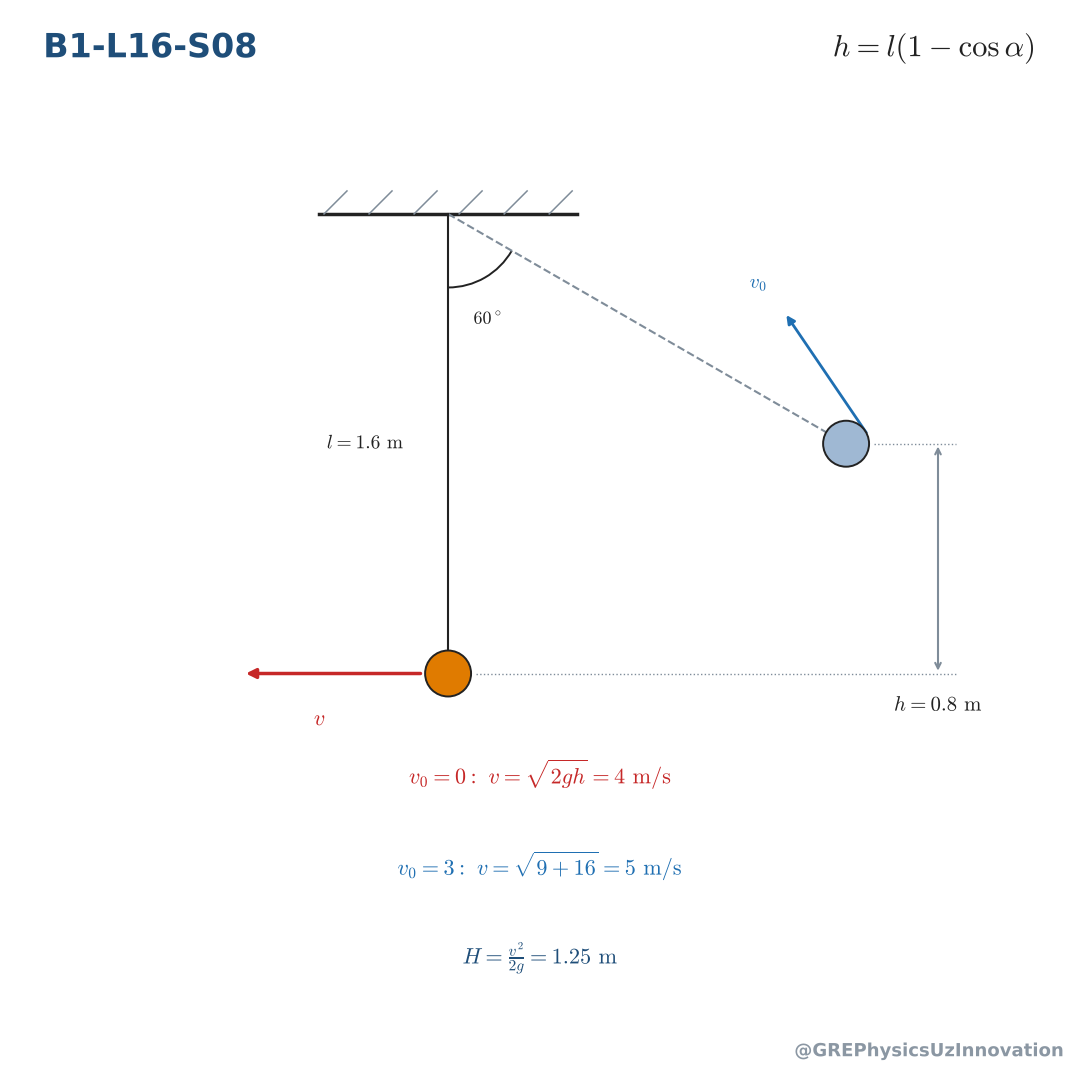 B1-L16-S08
h = l(1 − cos α)
v₀
60°
l = 1.6 m
h = 0.8 m
v
v₀ = 0 : v = √2gh = 4 m/s
v₀ = 3 : v = √9 + 16 = 5 m/s
H = v²/2g = 1.25 m
@GREPhysicsUzInnovation